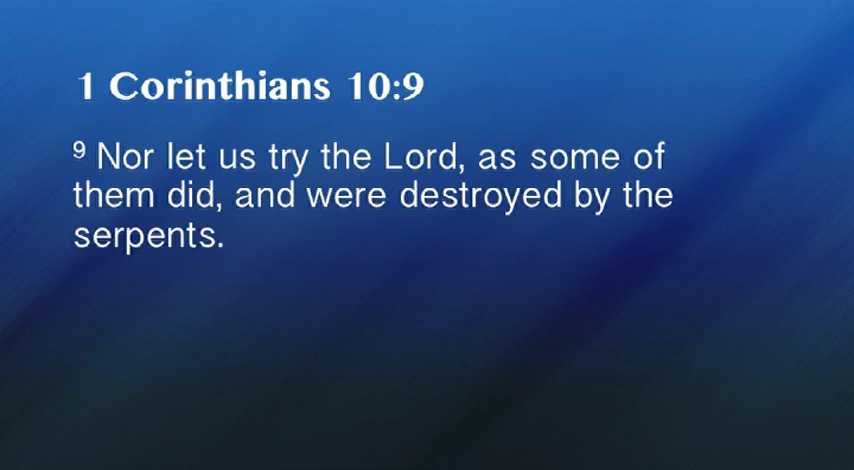 1 Corinthians 10:9
⁹ Nor let us try the Lord, as some of
them did, and were destroyed by the
serpents.